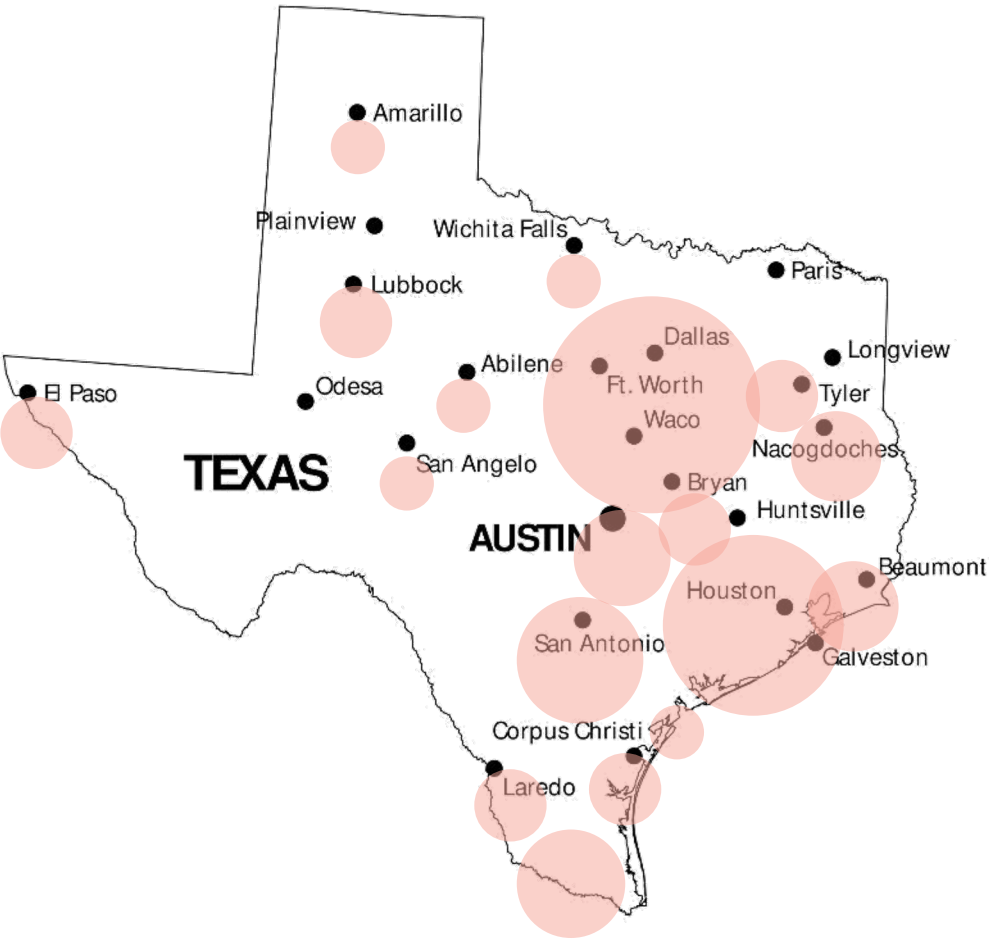 Amarillo
Plainview
Wichita Falls
Paris
Lubbock
Dallas
Longview
Abilene
El Paso
Odesa
Ft. Worth
Tyler
Waco
Nacogdoches
San Angelo
TEXAS
Bryan
Huntsville
AUSTIN
Beaumont
Houston
San Antonio
Galveston
Corpus Christi
Laredo